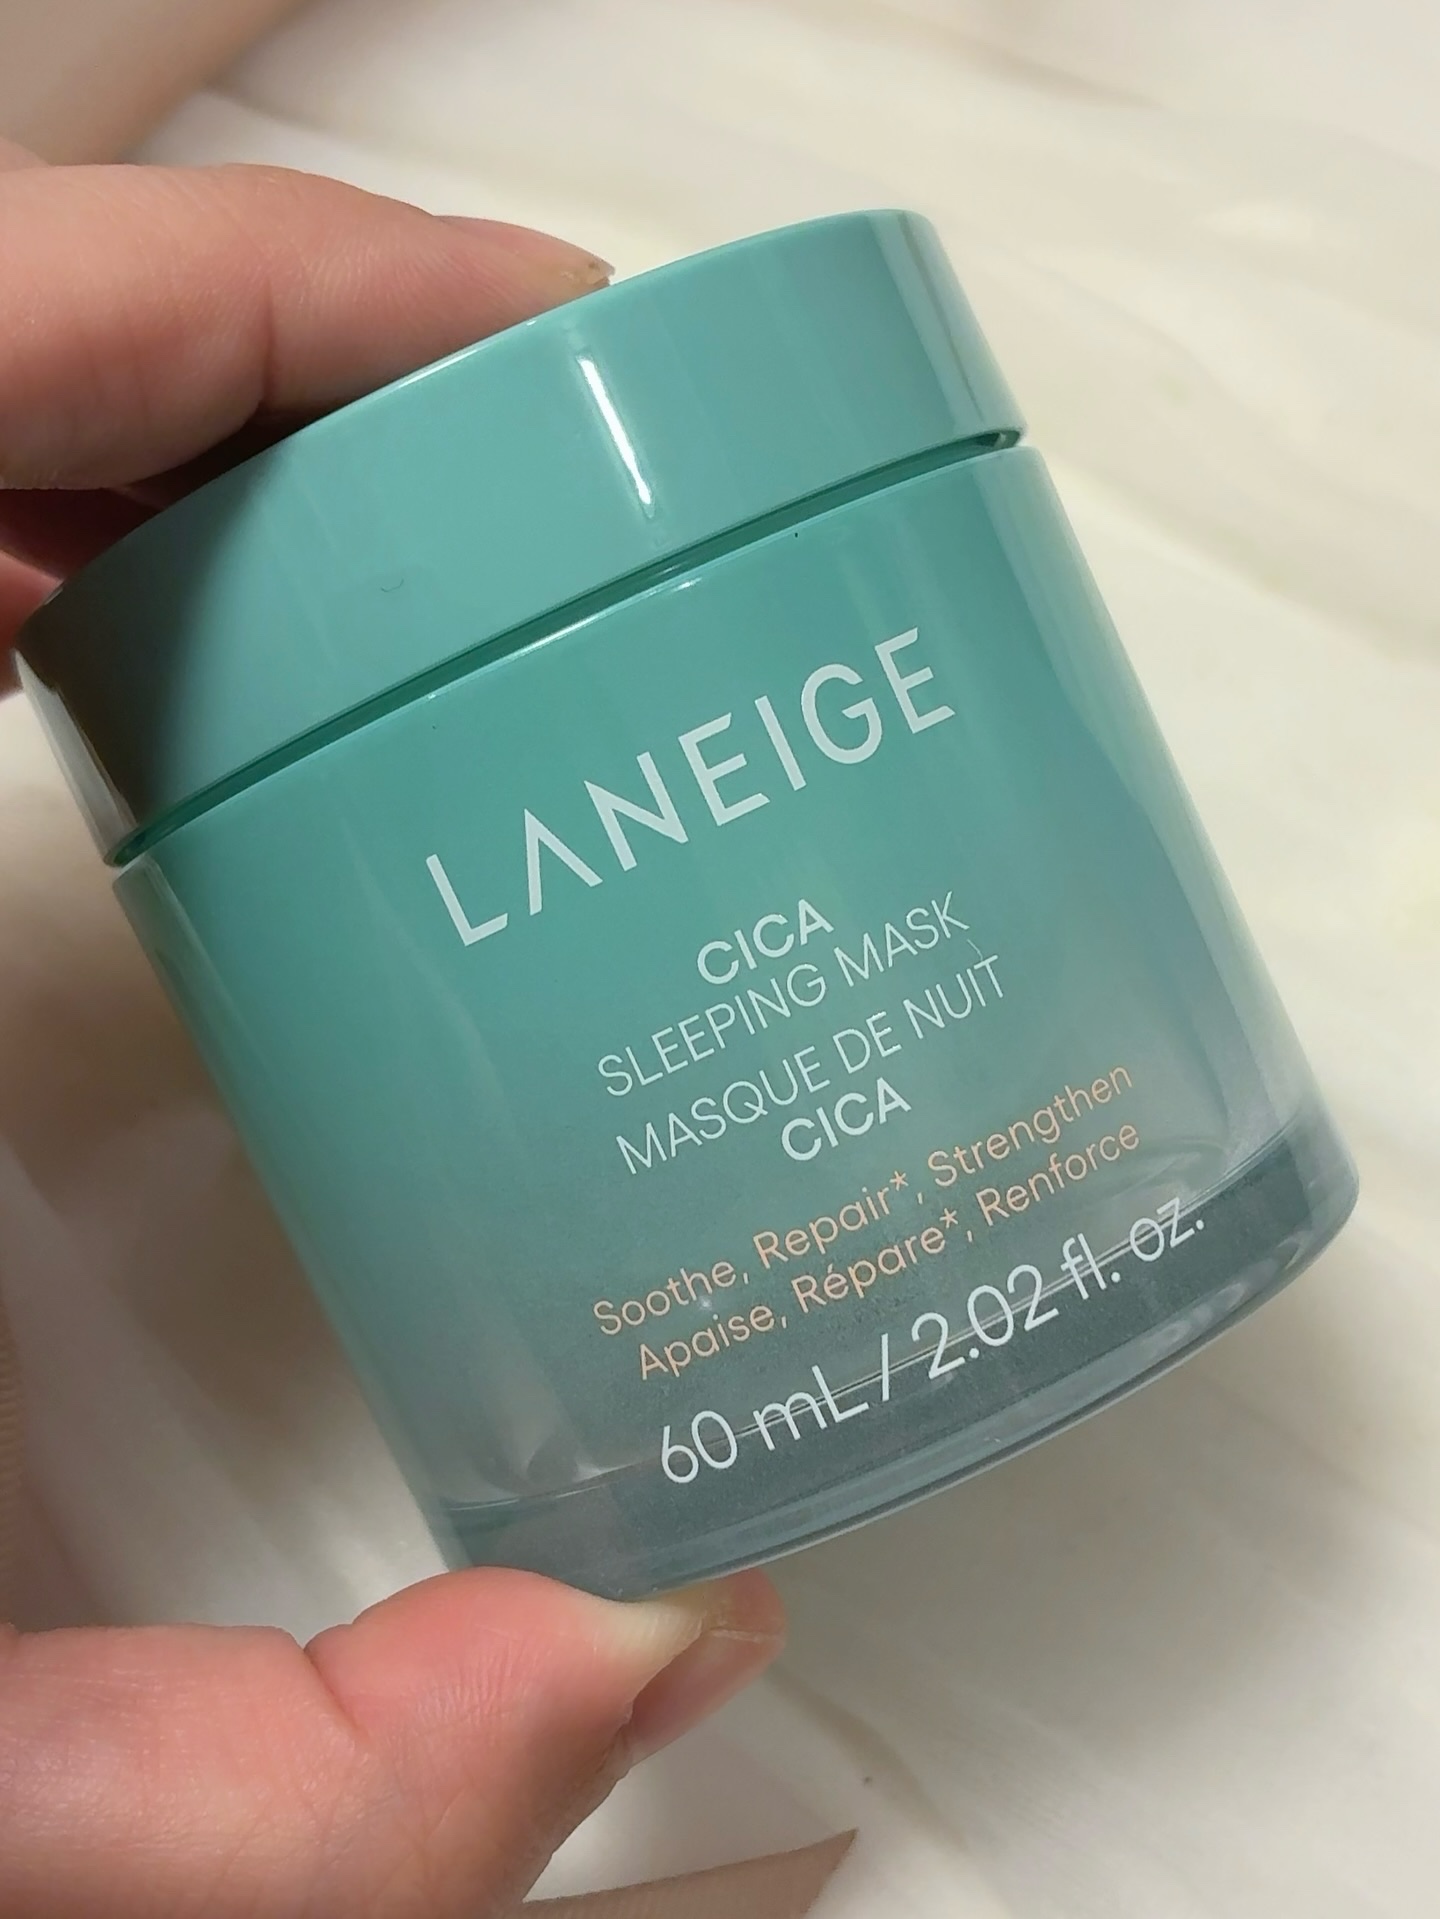 LANEIGE
CICA
SLEEPING MASK
MASQUE DE NUIT
CICA
Soothe, Repair*, Strengthen
Apaise, Répare*, Renforce
60 mL / 2.02 fl. oz.